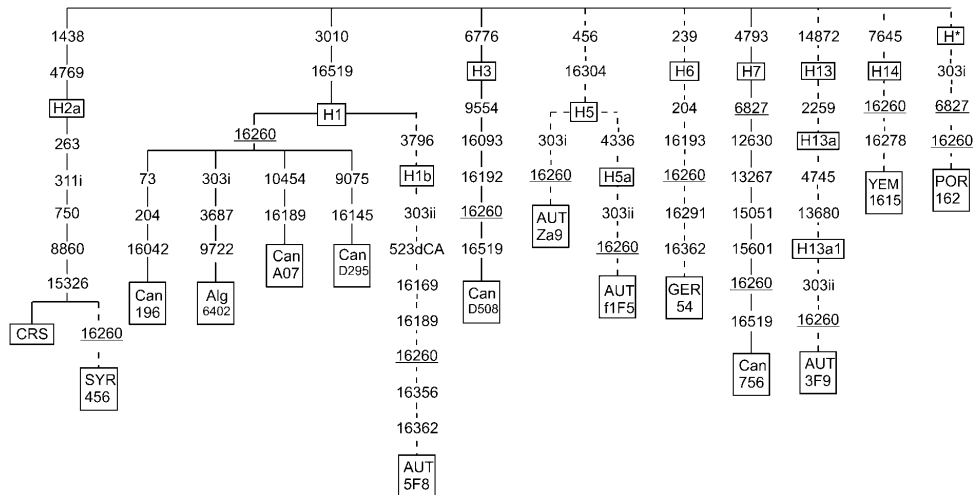 1438
4769
H2a
263
311i
750
8860
15326
CRS
16260
SYR
456
3010
16519
H1
16260
73
204
16042
Can
196
303i
3687
9722
Alg
6402
10454
16189
Can
A07
9075
16145
Can
D295
3796
H1b
303ii
523dCA
16169
16189
16260
16356
16362
AUT
5F8
6776
H3
9554
16093
16192
16260
16519
Can
D508
456
16304
H5
303i
16260
AUT
Za9
4336
H5a
303ii
16260
AUT
f1F5
239
H6
204
16193
16260
16291
16362
GER
54
4793
H7
6827
12630
13267
15051
15601
16260
16519
Can
756
14872
H13
2259
H13a
4745
13680
H13a1
303ii
16260
AUT
3F9
7645
H14
16260
16278
YEM
1615
H*
303i
6827
16260
POR
162